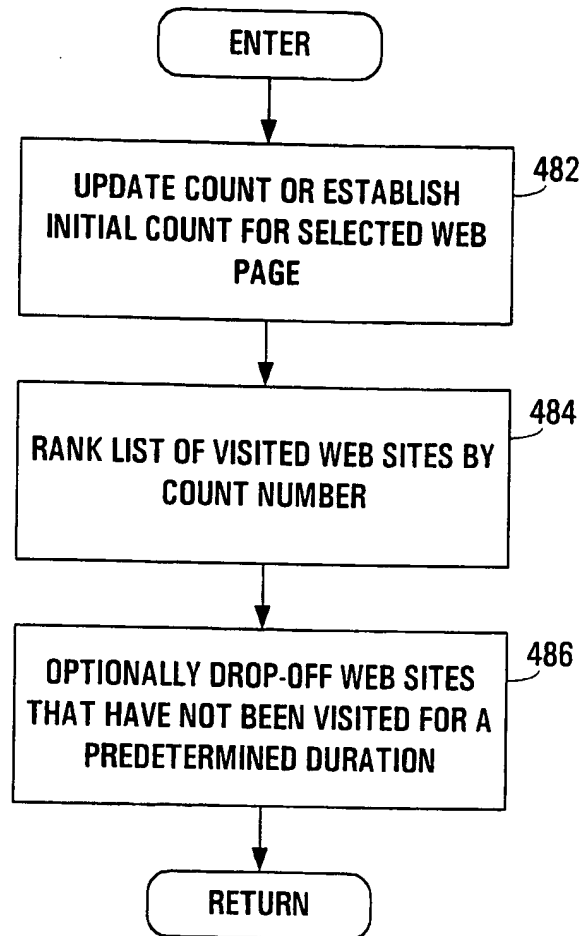 ENTER
UPDATE COUNT OR ESTABLISH
INITIAL COUNT FOR SELECTED WEB
PAGE
482
RANK LIST OF VISITED WEB SITES BY
COUNT NUMBER
484
OPTIONALLY DROP-OFF WEB SITES
THAT HAVE NOT BEEN VISITED FOR A
PREDETERMINED DURATION
486
RETURN